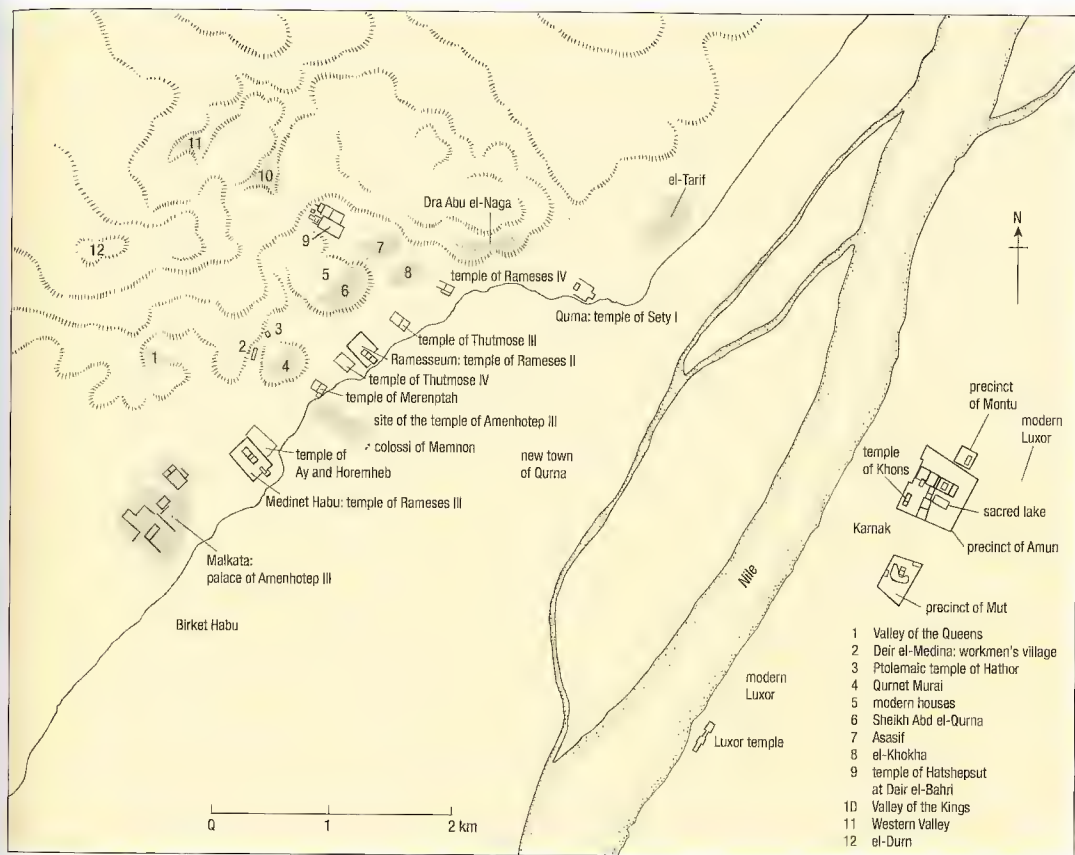 11
10
12
9
Dra Abu el-Naga
el-Tarif
N
7
5
8
6
temple of Rameses IV
Qurna: temple of Sety I
3
temple of Thutmose III
2
1
4
Ramesseum: temple of Rameses II
temple of Thutmose IV
temple of Merenptah
site of the temple of Amenhotep III
colossi of Memnon
new town
of Qurna
temple of
Ay and Horemheb
Medinet Habu: temple of Rameses III
Malkata:
palace of Amenhotep III
Birket Habu
precinct
of Montu
modern
Luxor
temple
of Khons
sacred lake
Karnak
precinct of Amun
Nile
precinct of Mut
modern
Luxor
Luxor temple
0 1 2 km
1 Valley of the Queens
2 Deir el-Medina: workmen's village
3 Ptolemaic temple of Hathor
4 Qurnet Murai
5 modern houses
6 Sheikh Abd el-Qurna
7 Asasif
8 el-Khokha
9 temple of Hatshepsut
at Deir el-Bahri
10 Valley of the Kings
11 Western Valley
12 el-Durn